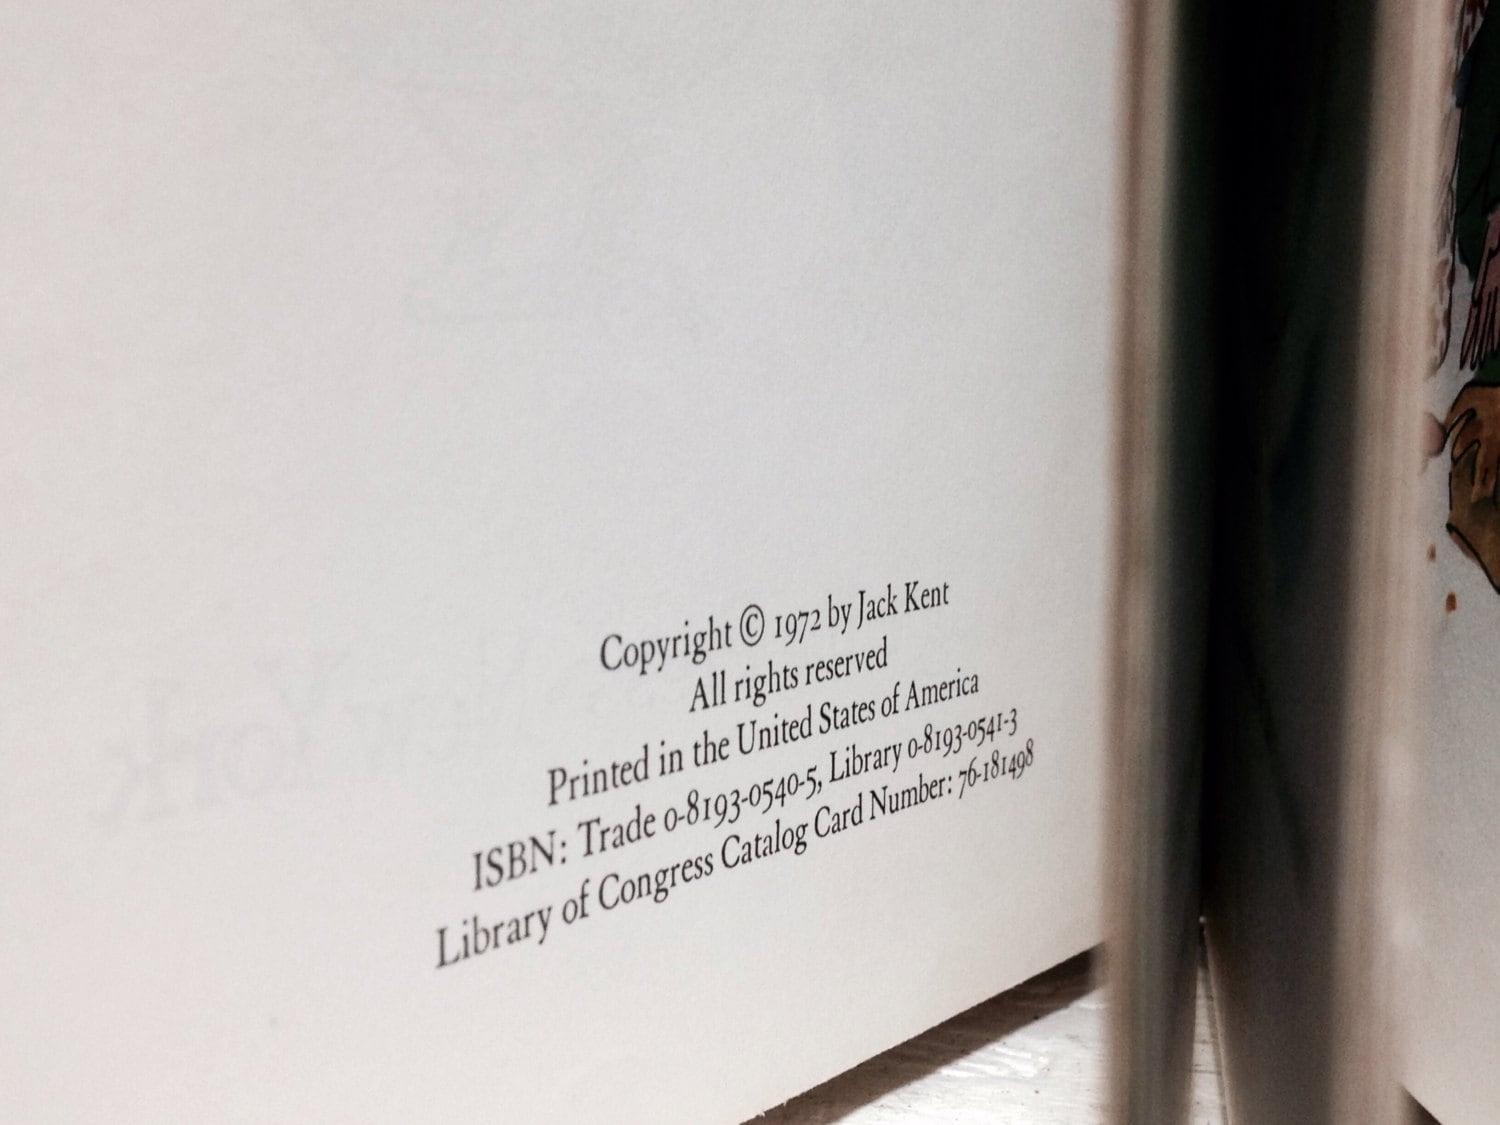 Copyright © 1972 by Jack Kent
All rights reserved
Printed in the United States of America
ISBN: Trade 0-8193-0540-5, Library 0-8193-0541-3
Library of Congress Catalog Card Number: 76-181498